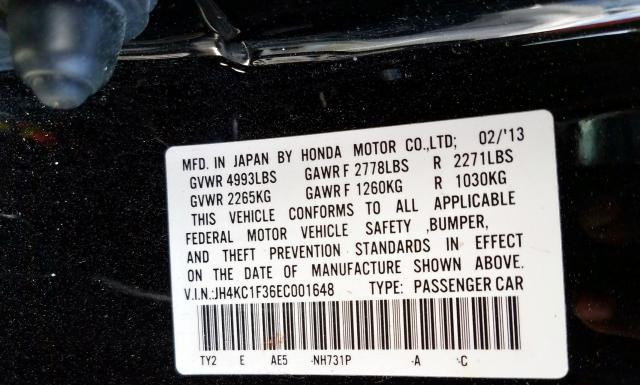 MFD. IN JAPAN BY HONDA MOTOR CO.,LTD; 02/'13
GVWR 4993LBS GAWR F 2778LBS R 2271LBS
GVWR 2265KG GAWR F 1260KG R 1030KG
THIS VEHICLE CONFORMS TO ALL APPLICABLE
FEDERAL MOTOR VEHICLE SAFETY ,BUMPER,
AND THEFT PREVENTION STANDARDS IN EFFECT
ON THE DATE OF MANUFACTURE SHOWN ABOVE.
V.I.N.:JH4KC1F36EC001648 TYPE: PASSENGER CAR
TY2 E AE5 -NH731P -A -C